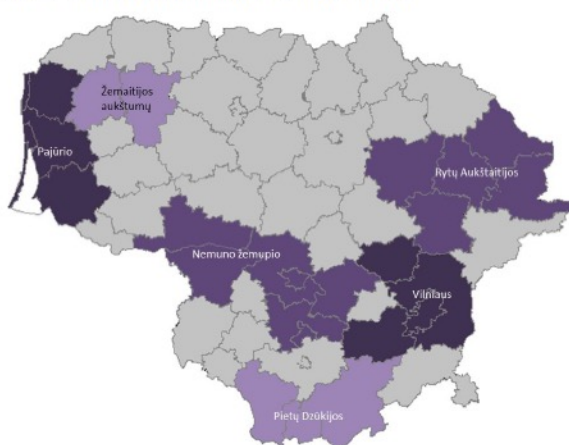 Žemaitijos
aukštumų
Pajūrio
Rytų Aukštaitijos
Nemuno žemupio
Vilniaus
Pietų Dzūkijos